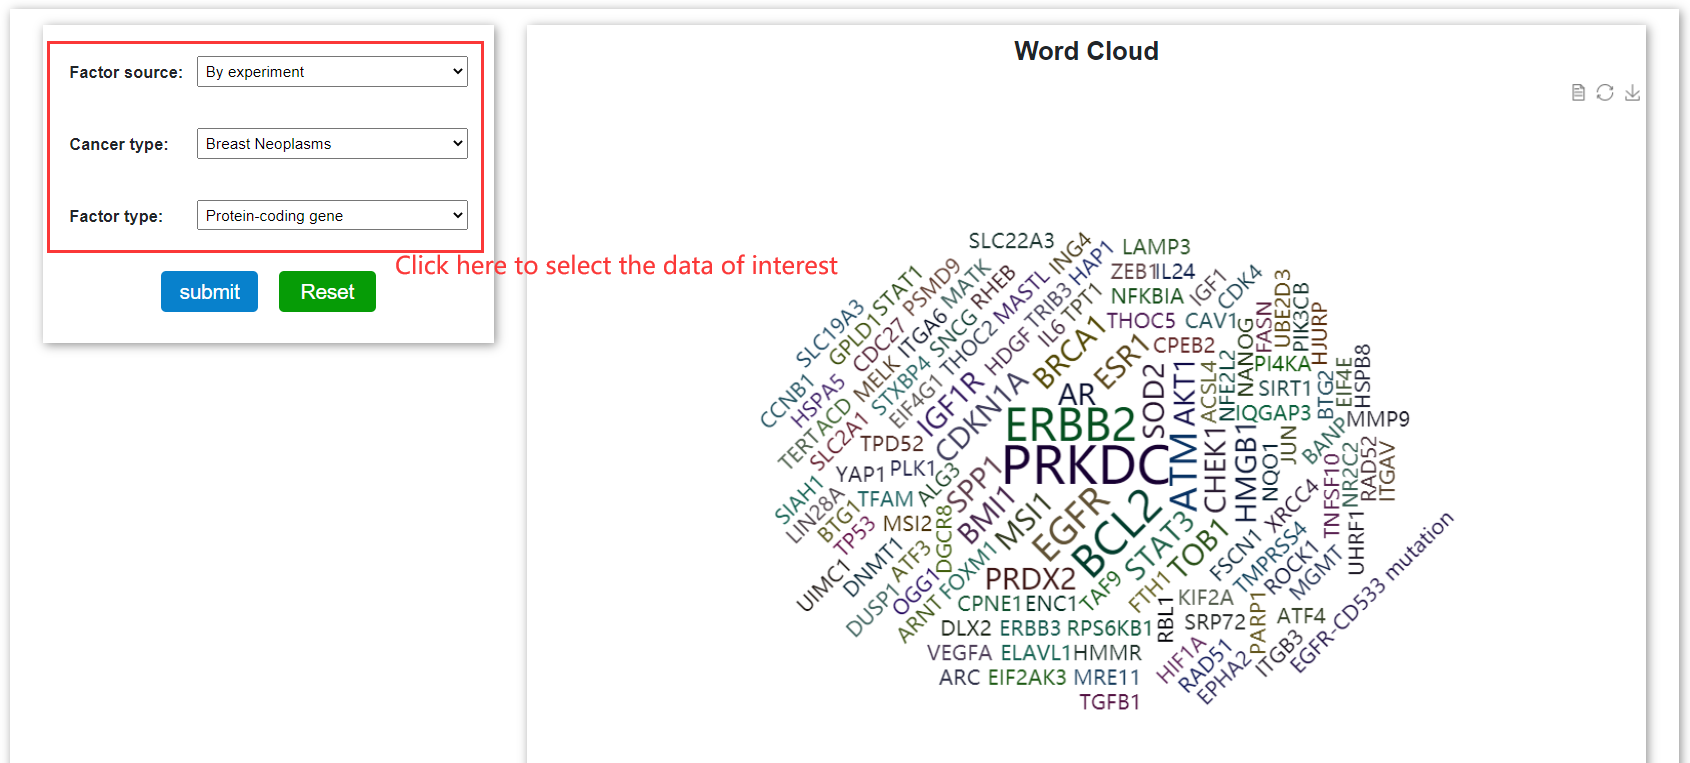 Factor source:
By experiment
Cancer type:
Breast Neoplasms
Factor type:
Protein-coding gene
Click here to select the data of interest
submit
Reset
Word Cloud
SLC22A3
ING4
LAMP3
HAP1
ZEB1
IL24
STAT1
PSMD9
MATK
RHEB
MASTL
TRIB3
TPT1
NFKBIA
IGF1
CDK4
UBE2D3
PIK3CB
SLC19A3
GPLD1
CDC27
ITGA6
SNCG
THOC2
HDGF
IL6
BRCA1
THOC5
CAV1
NANOG
FASN
HJURP
CCNB1
HSPA5
MELK
STXBP4
EIF4G1
IGF1R
CDKN1A
ESR1
CPEB2
PI4KA
TERT
ACD
SLC2A1
AR
SOD2
AKT1
ACSL4
NFE2L2
SIRT1
BTG2
EIF4E
HSPB8
TPD52
ERBB2
IQGAP3
MMP9
YAP1
PLK1
ALG3
SPP1
PRKDC
ATM
CHEK1
HMGB1
NQO1
JUN
BANP
SIAH1
LIN28A
BTG1
TFAM
BMI1
MSI1
EGFR
BCL2
XRCC4
TNFSF10
NR2C2
RAD52
ITGAV
TP53
MSI2
DGCR8
STAT3
TOB1
FSCN1
TMPRSS4
ROCK1
MGMT
UHRF1
UIMC1
DNMT1
ATF3
FOXM1
PRDX2
TAF9
FTH1
KIF2A
PARP1
ATF4
EGFR-CD533 mutation
DUSP1
OGG1
ARNT
CPNE1
ENC1
RBL1
SRP72
ITGB3
DLX2
ERBB3
RPS6KB1
HIF1A
RAD51
EPHA2
VEGFA
ELAVL1
HMMR
ARC
EIF2AK3
MRE11
TGFB1